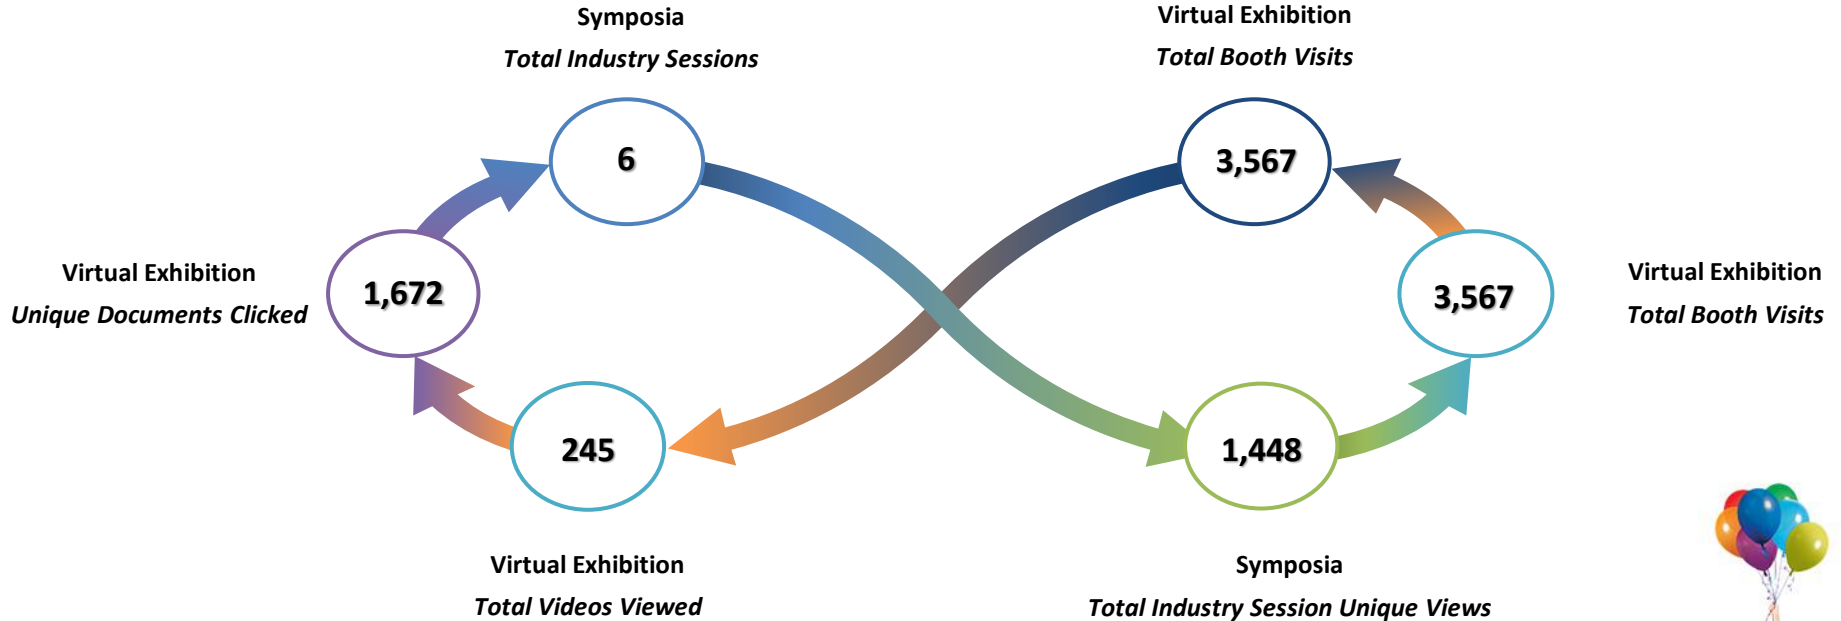 Symposia
Total Industry Sessions
Virtual Exhibition
Total Booth Visits
6
3,567
Virtual Exhibition
Unique Documents Clicked
1,672
3,567
Virtual Exhibition
Total Booth Visits
245
1,448
Virtual Exhibition
Total Videos Viewed
Symposia
Total Industry Session Unique Views